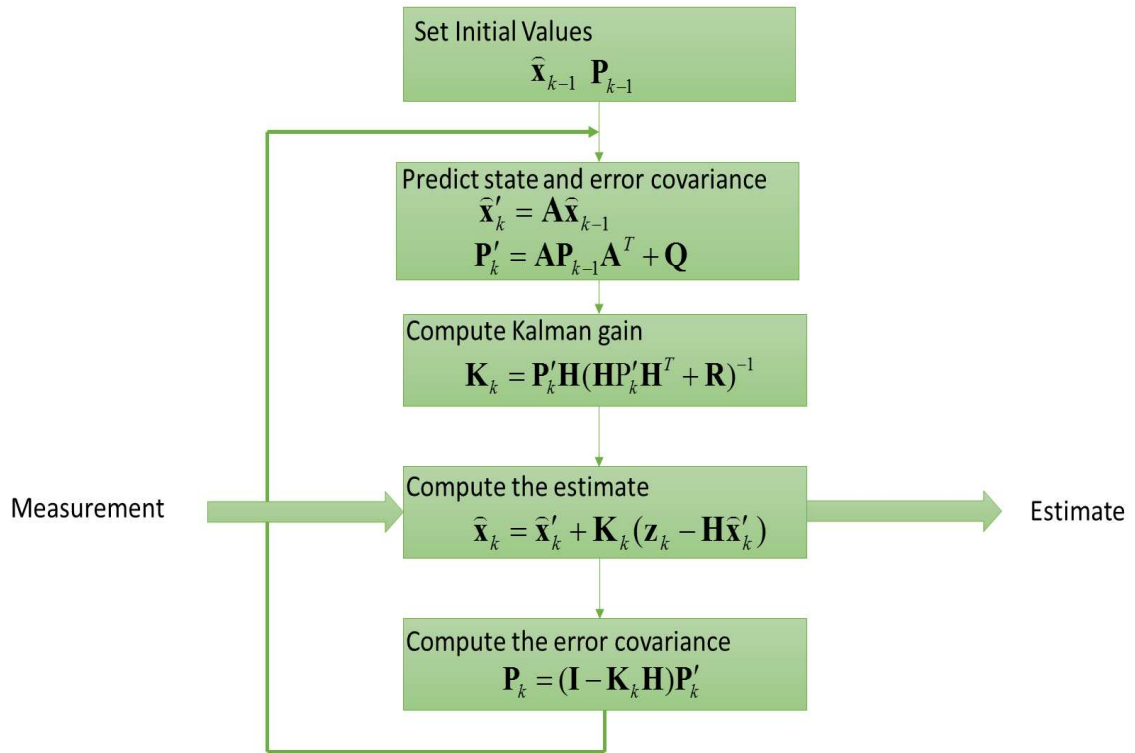 Set Initial Values
x̂ₖ₋₁ Pₖ₋₁
Predict state and error covariance
x̂′ₖ = Ax̂ₖ₋₁
P′ₖ = APₖ₋₁Aᵀ + Q
Compute Kalman gain
Kₖ = P′ₖH(HP′ₖHᵀ + R)⁻¹
Measurement
Compute the estimate
x̂ₖ = x̂′ₖ + Kₖ(zₖ − Hx̂′ₖ)
Estimate
Compute the error covariance
Pₖ = (I − KₖH)P′ₖ